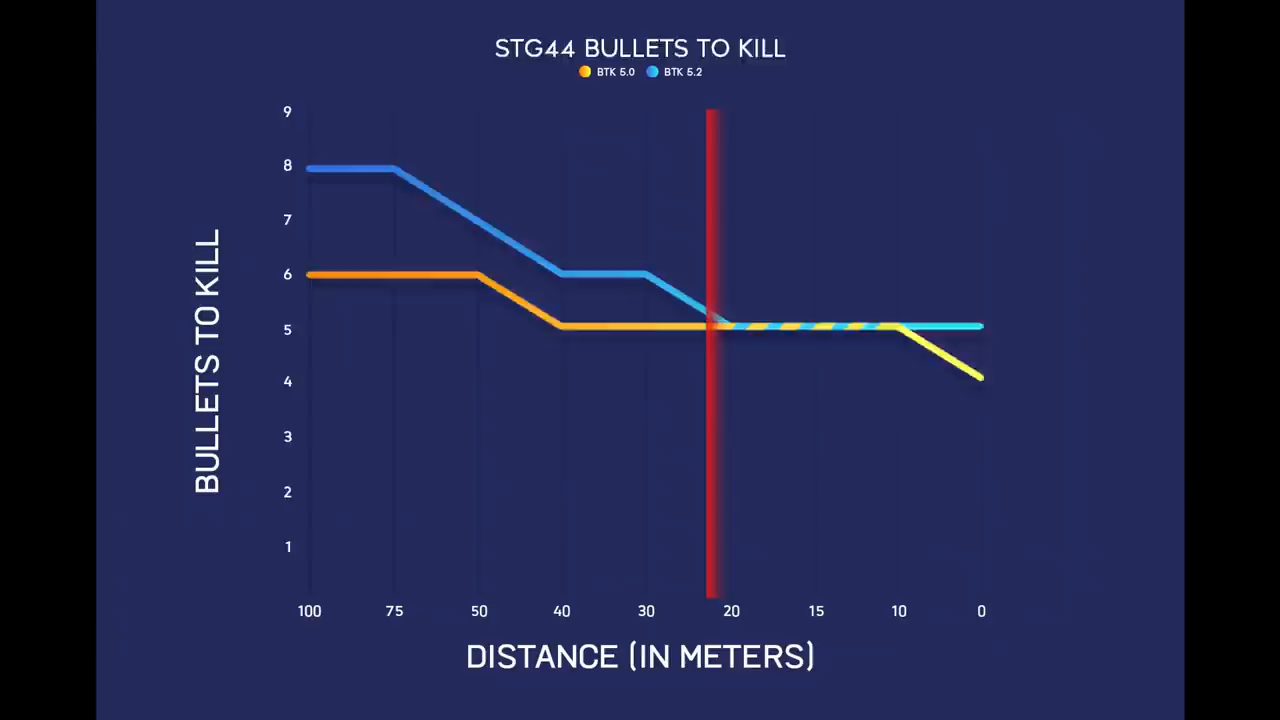 STG44 BULLETS TO KILL
BTK 5.0 BTK 5.2
9
8
7
6
5
4
3
2
1
BULLETS TO KILL
100 75 50 40 30 20 15 10 0
DISTANCE (IN METERS)